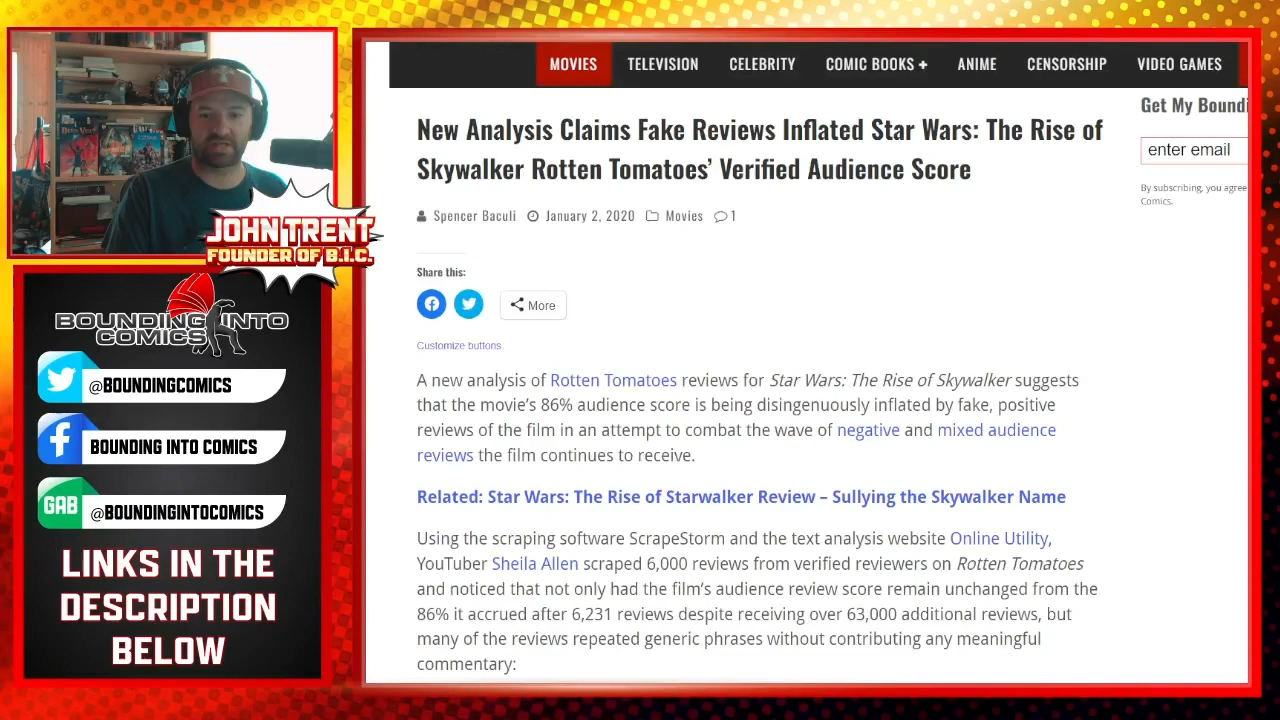 JOHN TRENT
FOUNDER OF B.I.C.
BOUNDING INTO
COMICS
@BOUNDINGCOMICS
BOUNDING INTO COMICS
GAB
@BOUNDINGINTOCOMICS
LINKS IN THE
DESCRIPTION
BELOW
MOVIES TELEVISION CELEBRITY COMIC BOOKS + ANIME CENSORSHIP VIDEO GAMES
New Analysis Claims Fake Reviews Inflated Star Wars: The Rise of
Skywalker Rotten Tomatoes’ Verified Audience Score
Spencer Baculi January 2, 2020 Movies 1
Share this:
More
Customize buttons
A new analysis of Rotten Tomatoes reviews for Star Wars: The Rise of Skywalker suggests
that the movie’s 86% audience score is being disingenuously inflated by fake, positive
reviews of the film in an attempt to combat the wave of negative and mixed audience
reviews the film continues to receive.
Related: Star Wars: The Rise of Starwalker Review – Sullying the Skywalker Name
Using the scraping software ScrapeStorm and the text analysis website Online Utility,
YouTuber Sheila Allen scraped 6,000 reviews from verified reviewers on Rotten Tomatoes
and noticed that not only had the film’s audience review score remain unchanged from the
86% it accrued after 6,231 reviews despite receiving over 63,000 additional reviews, but
many of the reviews repeated generic phrases without contributing any meaningful
commentary:
Get My Boundi
enter email
By subscribing, you agree
Comics.